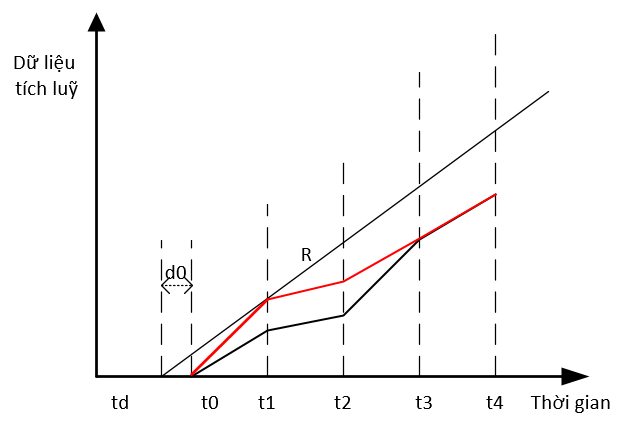 Dữ liệu
tích luỹ
R
d0
td
t0
t1
t2
t3
t4
Thời gian